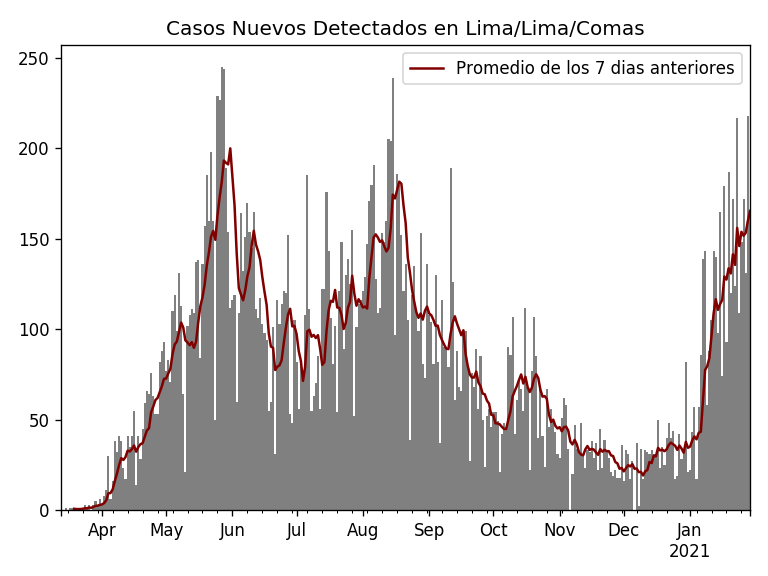 Casos Nuevos Detectados en Lima/Lima/Comas
Promedio de los 7 dias anteriores
250
200
150
100
50
0
Apr May Jun Jul Aug Sep Oct Nov Dec Jan
2021